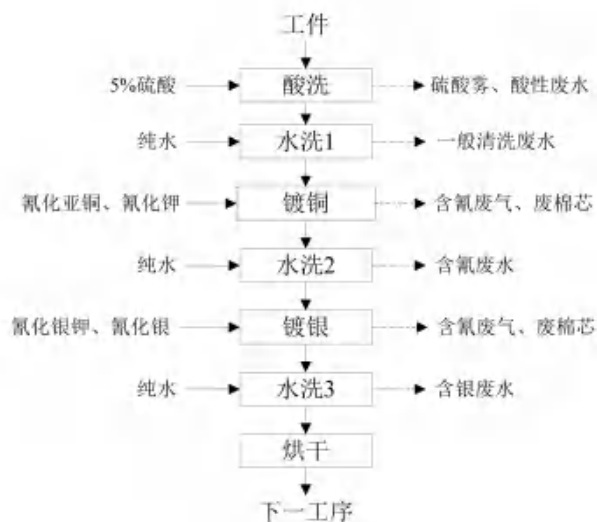 工件
5%硫酸 酸洗 硫酸雾、酸性废水
纯水 水洗1 一般清洗废水
氰化亚铜、氰化钾 镀铜 含氰废气、废棉芯
纯水 水洗2 含氰废水
氰化银钾、氰化银 镀银 含氰废气、废棉芯
纯水 水洗3 含银废水
烘干
下一工序